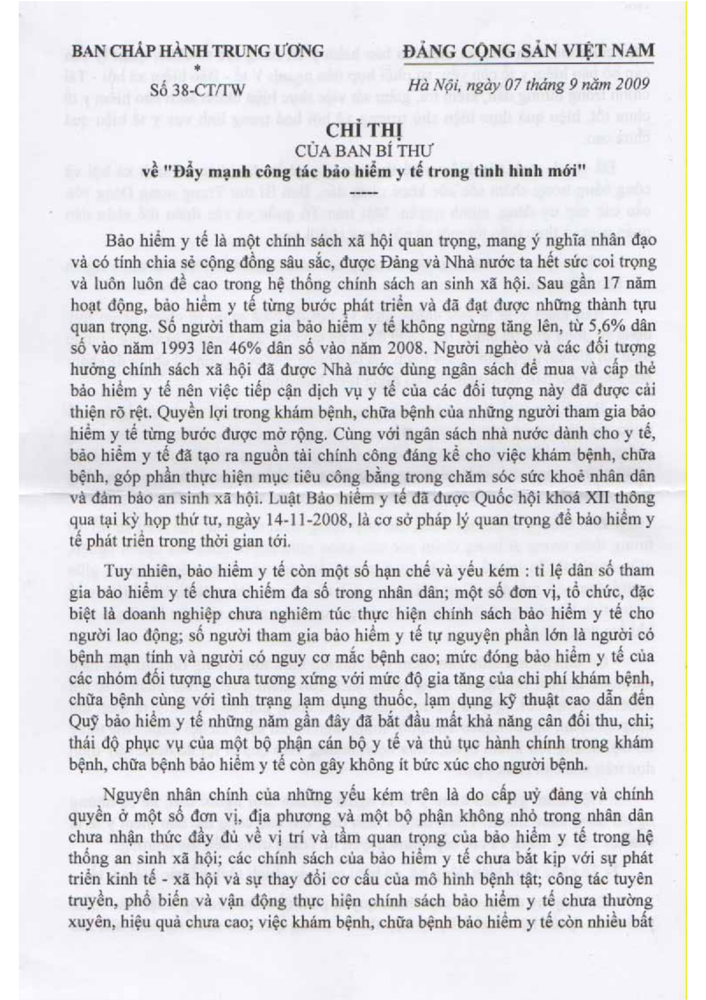 BAN CHẤP HÀNH TRUNG ƯƠNG
*
Số 38-CT/TW
ĐẢNG CỘNG SẢN VIỆT NAM
Hà Nội, ngày 07 tháng 9 năm 2009
CHỈ THỊ
CỦA BAN BÍ THƯ
về "Đẩy mạnh công tác bảo hiểm y tế trong tình hình mới"
-----
Bảo hiểm y tế là một chính sách xã hội quan trọng, mang ý nghĩa nhân đạo
và có tính chia sẻ cộng đồng sâu sắc, được Đảng và Nhà nước ta hết sức coi trọng
và luôn luôn đề cao trong hệ thống chính sách an sinh xã hội. Sau gần 17 năm
hoạt động, bảo hiểm y tế từng bước phát triển và đã đạt được những thành tựu
quan trọng. Số người tham gia bảo hiểm y tế không ngừng tăng lên, từ 5,6% dân
số vào năm 1993 lên 46% dân số vào năm 2008. Người nghèo và các đối tượng
hưởng chính sách xã hội đã được Nhà nước dùng ngân sách để mua và cấp thẻ
bảo hiểm y tế nên việc tiếp cận dịch vụ y tế của các đối tượng này đã được cải
thiện rõ rệt. Quyền lợi trong khám bệnh, chữa bệnh của những người tham gia bảo
hiểm y tế từng bước được mở rộng. Cùng với ngân sách nhà nước dành cho y tế,
bảo hiểm y tế đã tạo ra nguồn tài chính công đáng kể cho việc khám bệnh, chữa
bệnh, góp phần thực hiện mục tiêu công bằng trong chăm sóc sức khoẻ nhân dân
và đảm bảo an sinh xã hội. Luật Bảo hiểm y tế đã được Quốc hội khoá XII thông
qua tại kỳ họp thứ tư, ngày 14-11-2008, là cơ sở pháp lý quan trọng để bảo hiểm y
tế phát triển trong thời gian tới.
Tuy nhiên, bảo hiểm y tế còn một số hạn chế và yếu kém : tỉ lệ dân số tham
gia bảo hiểm y tế chưa chiếm đa số trong nhân dân; một số đơn vị, tổ chức, đặc
biệt là doanh nghiệp chưa nghiêm túc thực hiện chính sách bảo hiểm y tế cho
người lao động; số người tham gia bảo hiểm y tế tự nguyện phần lớn là người có
bệnh mạn tính và người có nguy cơ mắc bệnh cao; mức đóng bảo hiểm y tế của
các nhóm đối tượng chưa tương xứng với mức độ gia tăng của chi phí khám bệnh,
chữa bệnh cùng với tình trạng lạm dụng thuốc, lạm dụng kỹ thuật cao dẫn đến
Quỹ bảo hiểm y tế những năm gần đây đã bắt đầu mất khả năng cân đối thu, chi;
thái độ phục vụ của một bộ phận cán bộ y tế và thủ tục hành chính trong khám
bệnh, chữa bệnh bảo hiểm y tế còn gây không ít bức xúc cho người bệnh.
Nguyên nhân chính của những yếu kém trên là do cấp uỷ đảng và chính
quyền ở một số đơn vị, địa phương và một bộ phận không nhỏ trong nhân dân
chưa nhận thức đầy đủ về vị trí và tầm quan trọng của bảo hiểm y tế trong hệ
thống an sinh xã hội; các chính sách của bảo hiểm y tế chưa bắt kịp với sự phát
triển kinh tế - xã hội và sự thay đổi cơ cấu của mô hình bệnh tật; công tác tuyên
truyền, phổ biến và vận động thực hiện chính sách bảo hiểm y tế chưa thường
xuyên, hiệu quả chưa cao; việc khám bệnh, chữa bệnh bảo hiểm y tế còn nhiều bất